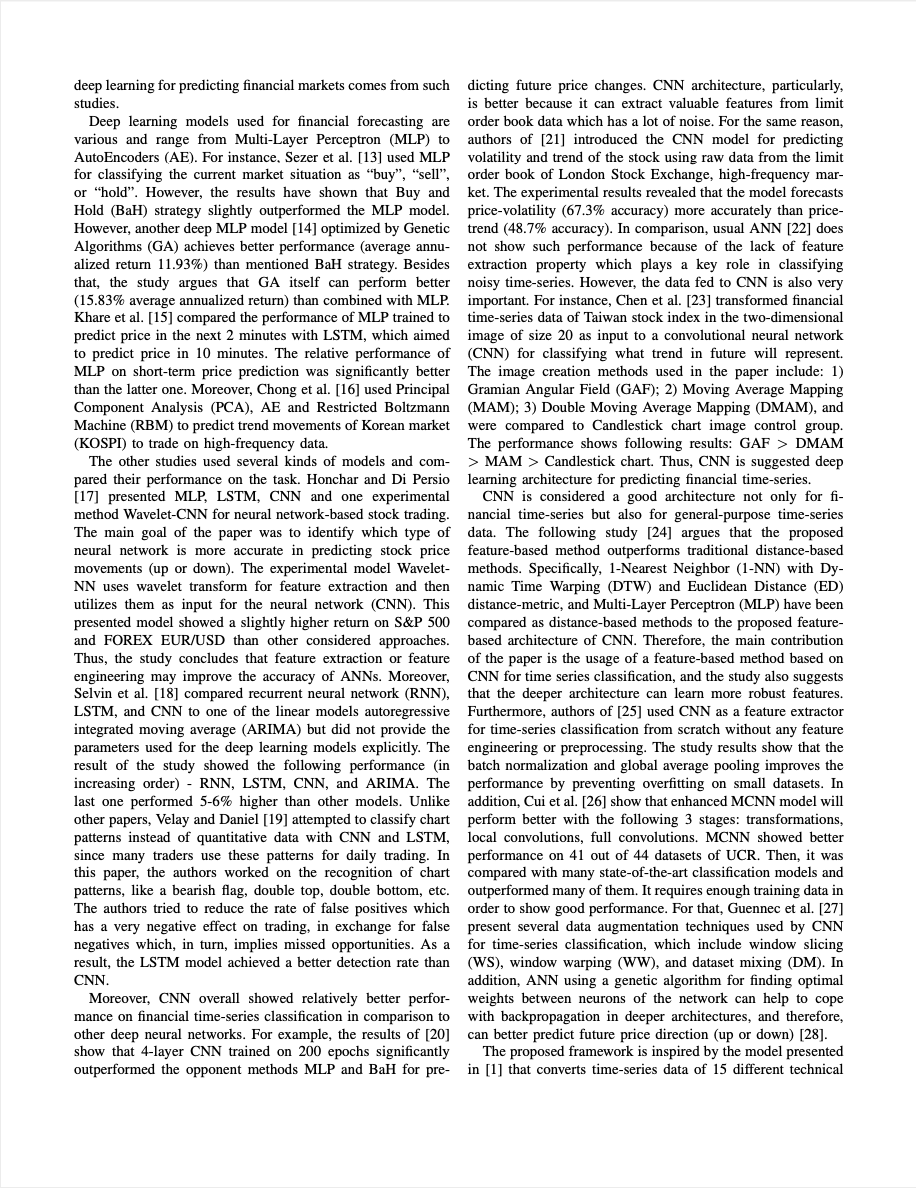 deep learning for predicting financial markets comes from such
studies.
Deep learning models used for financial forecasting are
various and range from Multi-Layer Perceptron (MLP) to
AutoEncoders (AE). For instance, Sezer et al. [13] used MLP
for classifying the current market situation as “buy”, “sell”,
or “hold”. However, the results have shown that Buy and
Hold (BaH) strategy slightly outperformed the MLP model.
However, another deep MLP model [14] optimized by Genetic
Algorithms (GA) achieves better performance (average annu-
alized return 11.93%) than mentioned BaH strategy. Besides
that, the study argues that GA itself can perform better
(15.83% average annualized return) than combined with MLP.
Khare et al. [15] compared the performance of MLP trained to
predict price in the next 2 minutes with LSTM, which aimed
to predict price in 10 minutes. The relative performance of
MLP on short-term price prediction was significantly better
than the latter one. Moreover, Chong et al. [16] used Principal
Component Analysis (PCA), AE and Restricted Boltzmann
Machine (RBM) to predict trend movements of Korean market
(KOSPI) to trade on high-frequency data.
The other studies used several kinds of models and com-
pared their performance on the task. Honchar and Di Persio
[17] presented MLP, LSTM, CNN and one experimental
method Wavelet-CNN for neural network-based stock trading.
The main goal of the paper was to identify which type of
neural network is more accurate in predicting stock price
movements (up or down). The experimental model Wavelet-
NN uses wavelet transform for feature extraction and then
utilizes them as input for the neural network (CNN). This
presented model showed a slightly higher return on S&P 500
and FOREX EUR/USD than other considered approaches.
Thus, the study concludes that feature extraction or feature
engineering may improve the accuracy of ANNs. Moreover,
Selvin et al. [18] compared recurrent neural network (RNN),
LSTM, and CNN to one of the linear models autoregressive
integrated moving average (ARIMA) but did not provide the
parameters used for the deep learning models explicitly. The
result of the study showed the following performance (in
increasing order) - RNN, LSTM, CNN, and ARIMA. The
last one performed 5-6% higher than other models. Unlike
other papers, Velay and Daniel [19] attempted to classify chart
patterns instead of quantitative data with CNN and LSTM,
since many traders use these patterns for daily trading. In
this paper, the authors worked on the recognition of chart
patterns, like a bearish flag, double top, double bottom, etc.
The authors tried to reduce the rate of false positives which
has a very negative effect on trading, in exchange for false
negatives which, in turn, implies missed opportunities. As a
result, the LSTM model achieved a better detection rate than
CNN.
Moreover, CNN overall showed relatively better perfor-
mance on financial time-series classification in comparison to
other deep neural networks. For example, the results of [20]
show that 4-layer CNN trained on 200 epochs significantly
outperformed the opponent methods MLP and BaH for pre-
dicting future price changes. CNN architecture, particularly,
is better because it can extract valuable features from limit
order book data which has a lot of noise. For the same reason,
authors of [21] introduced the CNN model for predicting
volatility and trend of the stock using raw data from the limit
order book of London Stock Exchange, high-frequency mar-
ket. The experimental results revealed that the model forecasts
price-volatility (67.3% accuracy) more accurately than price-
trend (48.7% accuracy). In comparison, usual ANN [22] does
not show such performance because of the lack of feature
extraction property which plays a key role in classifying
noisy time-series. However, the data fed to CNN is also very
important. For instance, Chen et al. [23] transformed financial
time-series data of Taiwan stock index in the two-dimensional
image of size 20 as input to a convolutional neural network
(CNN) for classifying what trend in future will represent.
The image creation methods used in the paper include: 1)
Gramian Angular Field (GAF); 2) Moving Average Mapping
(MAM); 3) Double Moving Average Mapping (DMAM), and
were compared to Candlestick chart image control group.
The performance shows following results: GAF > DMAM
> MAM > Candlestick chart. Thus, CNN is suggested deep
learning architecture for predicting financial time-series.
CNN is considered a good architecture not only for fi-
nancial time-series but also for general-purpose time-series
data. The following study [24] argues that the proposed
feature-based method outperforms traditional distance-based
methods. Specifically, 1-Nearest Neighbor (1-NN) with Dy-
namic Time Warping (DTW) and Euclidean Distance (ED)
distance-metric, and Multi-Layer Perceptron (MLP) have been
compared as distance-based methods to the proposed feature-
based architecture of CNN. Therefore, the main contribution
of the paper is the usage of a feature-based method based on
CNN for time series classification, and the study also suggests
that the deeper architecture can learn more robust features.
Furthermore, authors of [25] used CNN as a feature extractor
for time-series classification from scratch without any feature
engineering or preprocessing. The study results show that the
batch normalization and global average pooling improves the
performance by preventing overfitting on small datasets. In
addition, Cui et al. [26] show that enhanced MCNN model will
perform better with the following 3 stages: transformations,
local convolutions, full convolutions. MCNN showed better
performance on 41 out of 44 datasets of UCR. Then, it was
compared with many state-of-the-art classification models and
outperformed many of them. It requires enough training data in
order to show good performance. For that, Guennec et al. [27]
present several data augmentation techniques used by CNN
for time-series classification, which include window slicing
(WS), window warping (WW), and dataset mixing (DM). In
addition, ANN using a genetic algorithm for finding optimal
weights between neurons of the network can help to cope
with backpropagation in deeper architectures, and therefore,
can better predict future price direction (up or down) [28].
The proposed framework is inspired by the model presented
in [1] that converts time-series data of 15 different technical